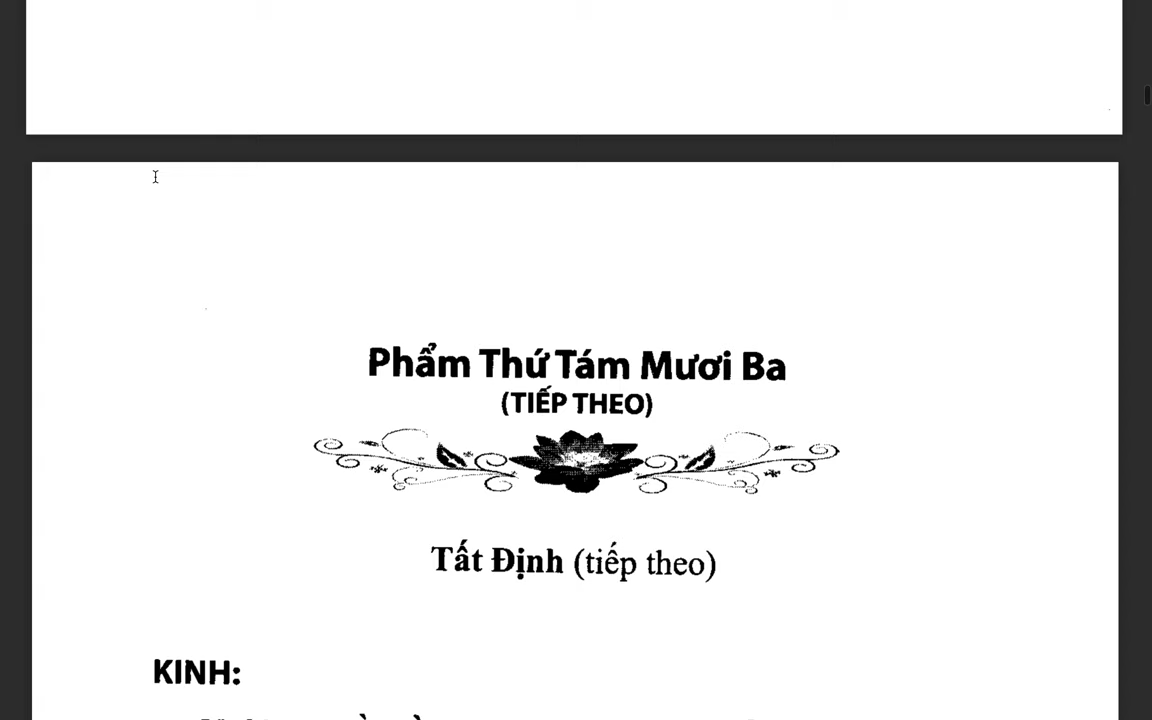 Phẩm Thứ Tám Mươi Ba
(TIẾP THEO)
Tất Định (tiếp theo)
KINH: